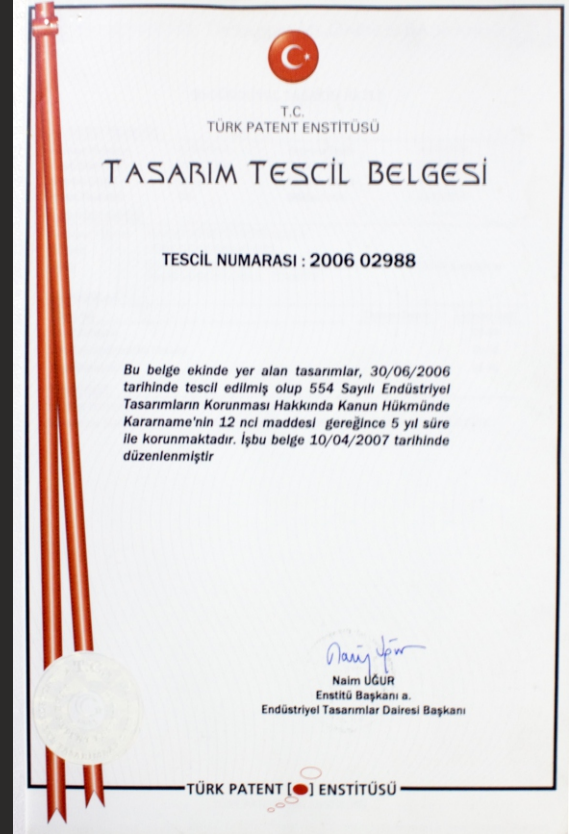 T.C.
TÜRK PATENT ENSTİTÜSÜ
TASARIM TESCİL BELGESİ
TESCİL NUMARASI : 2006 02988
Bu belge ekinde yer alan tasarımlar, 30/06/2006
tarihinde tescil edilmiş olup 554 Sayılı Endüstriyel
Tasarımların Korunması Hakkında Kanun Hükmünde
Kararname'nin 12 nci maddesi gereğince 5 yıl süre
ile korunmaktadır. İşbu belge 10/04/2007 tarihinde
düzenlenmiştir
Naim UĞUR
Enstitü Başkanı a.
Endüstriyel Tasarımlar Dairesi Başkanı
TÜRK PATENT [ ] ENSTİTÜSÜ